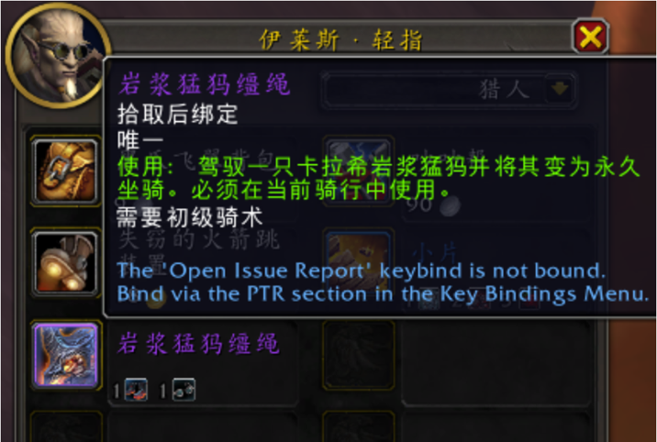 伊莱斯·轻指
岩浆猛犸缰绳
猎人
拾取后绑定
唯一
使用： 驾驭一只卡拉希岩浆猛犸并将其变为永久
坐骑。必须在当前骑行中使用。
90
需要初级骑术
失窃的火箭跳
小片
The 'Open Issue Report' keybind is not bound.
Bind via the PTR section in the Key Bindings Menu.
岩浆猛犸缰绳
1 1